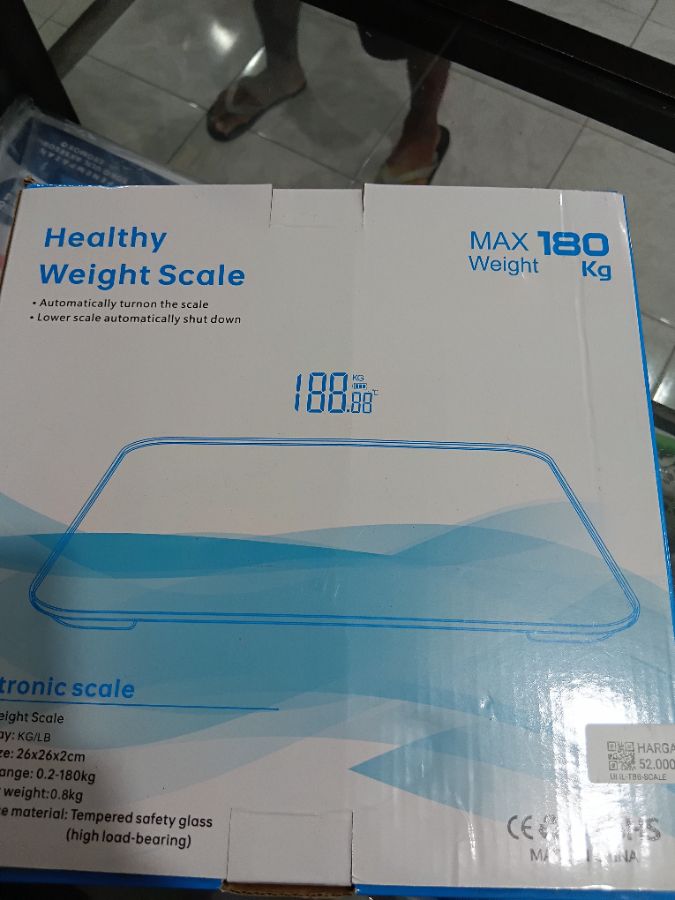 Healthy
Weight Scale
• Automatically turnon the scale
• Lower scale automatically shut down
MAX 180
Weight Kg
188.88 KG °C
tronic scale
eight Scale
ay: KG/LB
ze: 26x26x2cm
ange: 0.2-180kg
weight:0.8kg
e material: Tempered safety glass
(high load-bearing)
HARGA
52.000
-SCALE
CE HS